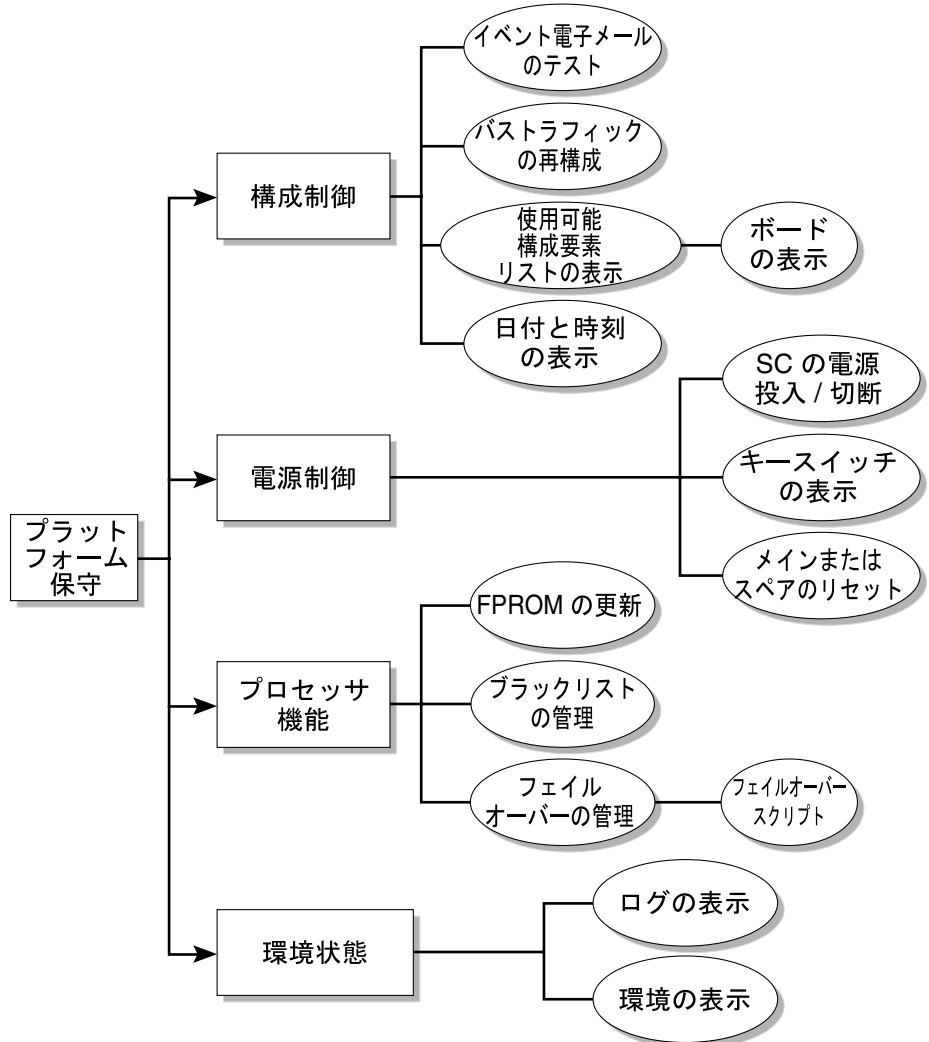 プラット
フォーム
保守
構成制御
イベント電子メール
のテスト
バストラフィック
の再構成
使用可能
構成要素
リストの表示
ボード
の表示
日付と時刻
の表示
電源制御
SC の電源
投入 / 切断
キースイッチ
の表示
メインまたは
スペアのリセット
プロセッサ
機能
FPROM の更新
ブラックリスト
の管理
フェイル
オーバーの管理
フェイルオーバー
スクリプト
環境状態
ログの表示
環境の表示